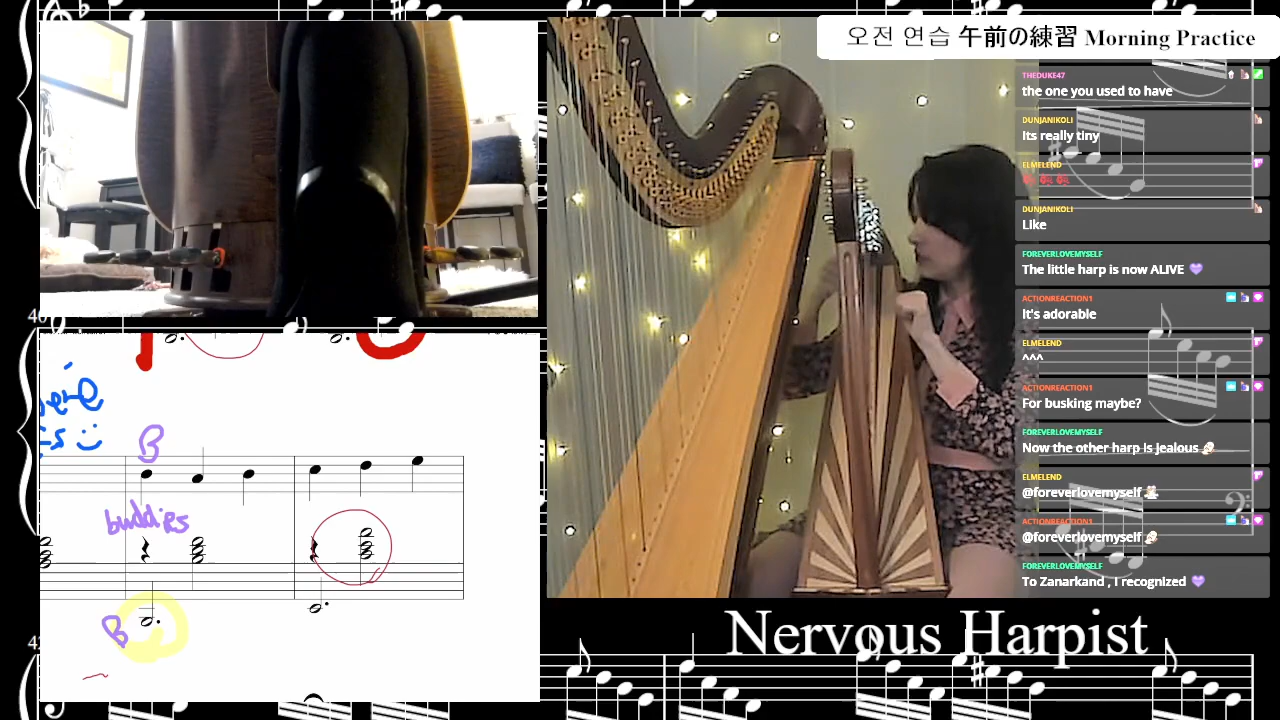 오전 연습 午前の練習 Morning Practice
THEDUKE47
the one you used to have
DUNJANIKOLI
Its really tiny
ELMELEND
DUNJANIKOLI
Like
FOREVERLOVEMYSELF
The little harp is now ALIVE 💜
ACTIONREACTION1
It's adorable
ELMELEND
^^^
ACTIONREACTION1
For busking maybe?
FOREVERLOVEMYSELF
Now the other harp is jealous
ELMELEND
@foreverlovemyself
ACTIONREACTION1
@foreverlovemyself
FOREVERLOVEMYSELF
To Zanarkand , I recognized 💜
B
buddies
B
Nervous Harpist